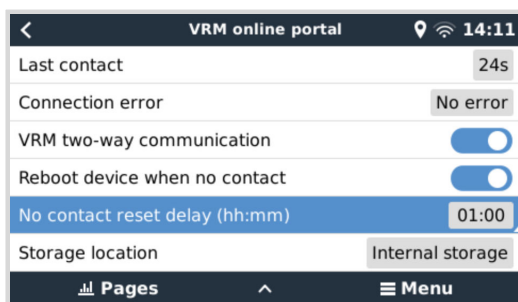 VRM online portal 14:11
Last contact 24s
Connection error No error
VRM two-way communication
Reboot device when no contact
No contact reset delay (hh:mm) 01:00
Storage location Internal storage
Pages Menu